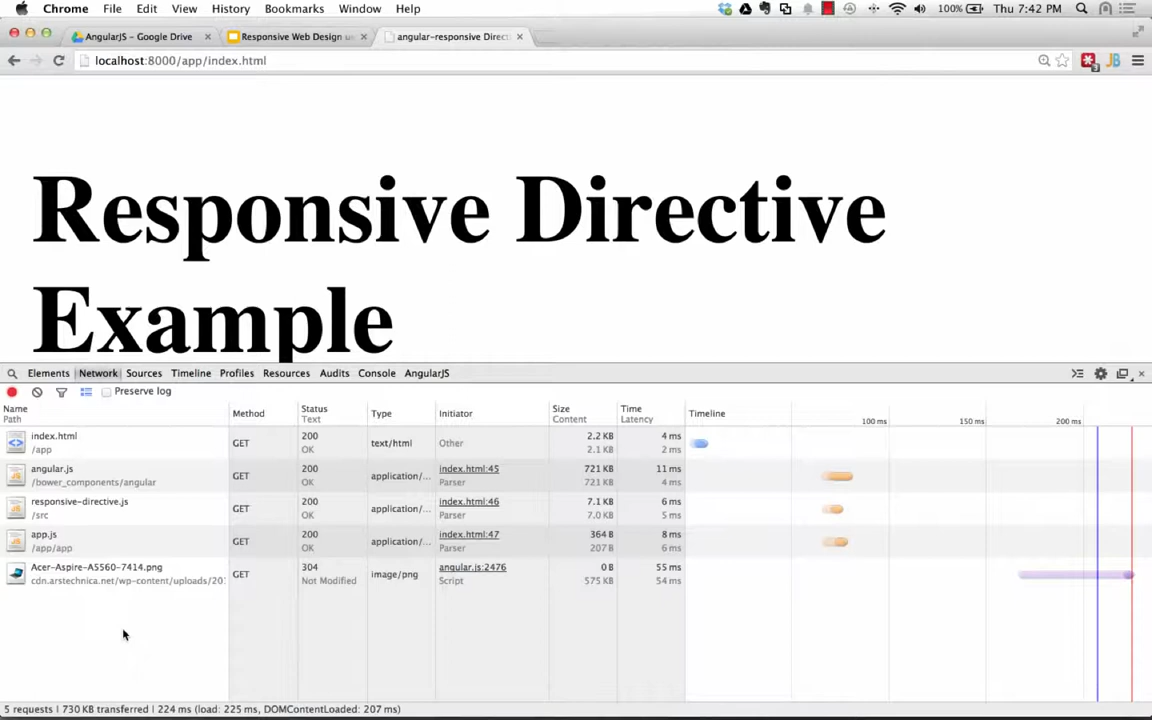 Chrome File Edit View History Bookmarks Window Help 100% Thu 7:42 PM
AngularJS – Google Drive × Responsive Web Design us × angular-responsive Direct ×
localhost:8000/app/index.html
Responsive Directive
Example
Elements Network Sources Timeline Profiles Resources Audits Console AngularJS
Preserve log
Name Path Method Status Text Type Initiator Size Content Time Latency Timeline 100 ms 150 ms 200 ms
index.html GET 200 text/html Other 2.2 KB 4 ms
/app OK 2.1 KB 2 ms
angular.js GET 200 application/... index.html:45 721 KB 11 ms
/bower_components/angular OK Parser 721 KB 4 ms
responsive-directive.js GET 200 application/... index.html:46 7.1 KB 6 ms
/src OK Parser 7.0 KB 5 ms
app.js GET 200 application/... index.html:47 364 B 8 ms
/app/app OK Parser 207 B 6 ms
Acer-Aspire-A5560-7414.png GET 304 image/png angular.js:2476 0 B 55 ms
cdn.arstechnica.net/wp-content/uploads/20 Not Modified Script 575 KB 54 ms
5 requests | 730 KB transferred | 224 ms (load: 225 ms, DOMContentLoaded: 207 ms)